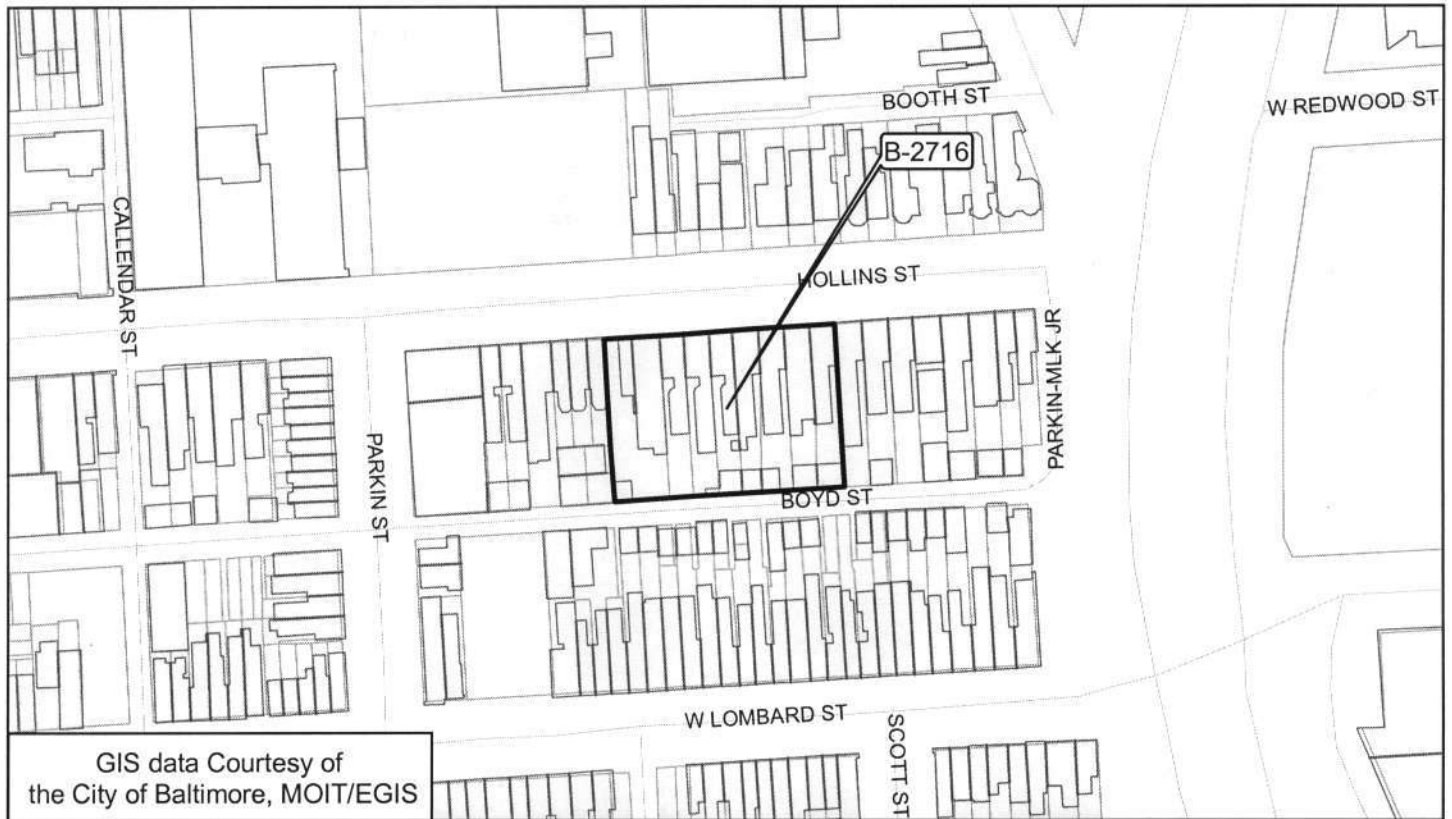 BOOTH ST
W REDWOOD ST
B-2716
CALLENDAR ST
HOLLINS ST
PARKIN-MLK JR
PARKIN ST
BOYD ST
W LOMBARD ST
SCOTT ST
GIS data Courtesy of
the City of Baltimore, MOIT/EGIS